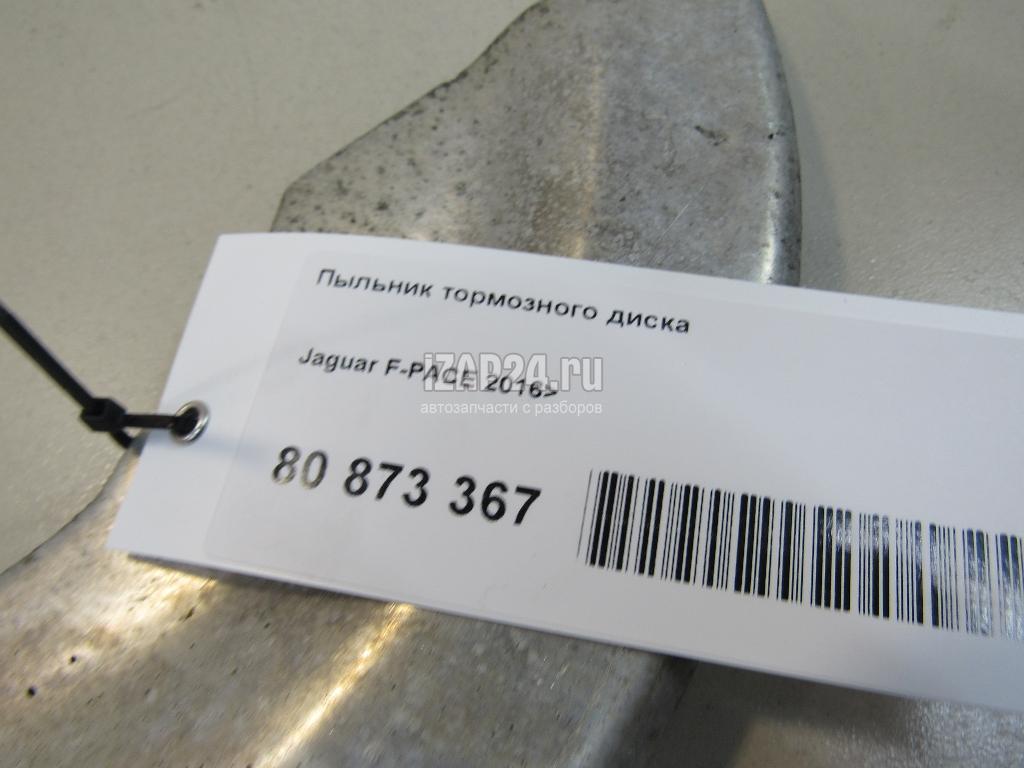 Пыльник тормозного диска
Jaguar F-PACE 2016>
iZAP24.ru
автозапчасти с разборов
80 873 367